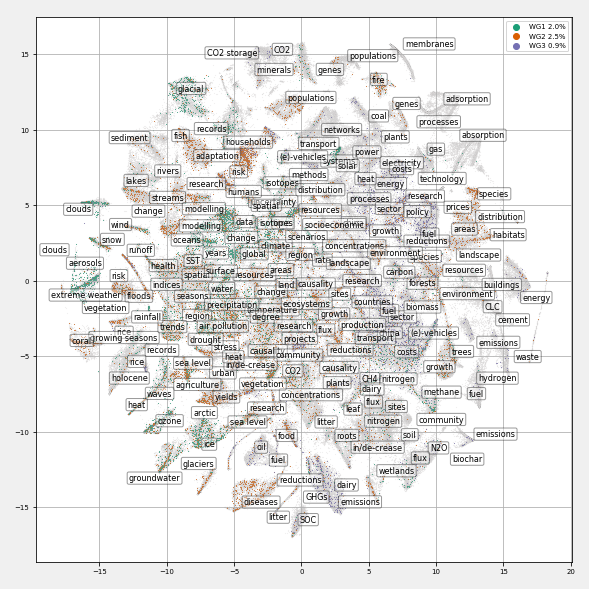 WG1 2.0%
WG2 2.5%
WG3 0.9%
membranes
CO2
CO2 storage
populations
minerals
genes
fire
glacial
populations
adsorption
genes
coal
processes
records
networks
absorption
fish
plants
sediment
households
transport
gas
adaptation
(e)-vehicles
power
systems
solar
electricity
costs
rivers
risk
methods
lakes
research
isotopes
heat
energy
technology
humans
distribution
species
streams
processes
research
clouds
change
modelling
spatial
resources
sector
policy
prices
distribution
wind
modelling
data
isotopes
socioeconomic
growth
fuel
areas
habitats
snow
oceans
change
scenarios
reductions
clouds
runoff
climate
concentrations
years
global
region
environment
species
landscape
aerosols
SST
landscape
risk
health
spatial
surface
resources
areas
carbon
resources
indices
land
causality
research
forests
buildings
extreme weather
floods
seasons
water
change
sites
environment
energy
vegetation
precipitation
ecosystems
countries
biomass
CLC
rainfall
region
temperature
degree
growth
fuel
sector
cement
rice
trends
air pollution
research
flux
production
(e)-vehicles
coral
growing seasons
drought
projects
transport
emissions
records
stress
causal
community
reductions
costs
trees
waste
rice
sea level
heat
in/de-crease
urban
CO2
causality
growth
holocene
agriculture
vegetation
plants
CH4
nitrogen
hydrogen
waves
yields
concentrations
dairy
methane
fuel
heat
arctic
research
leaf
flux
sites
ozone
sea level
litter
nitrogen
community
ice
food
roots
soil
emissions
oil
in/de-crease
N2O
glaciers
fuel
flux
biochar
groundwater
reductions
wetlands
diseases
GHGs
dairy
emissions
litter
SOC
15
10
5
0
−5
−10
−15
−15
−10
−5
0
5
10
15
20